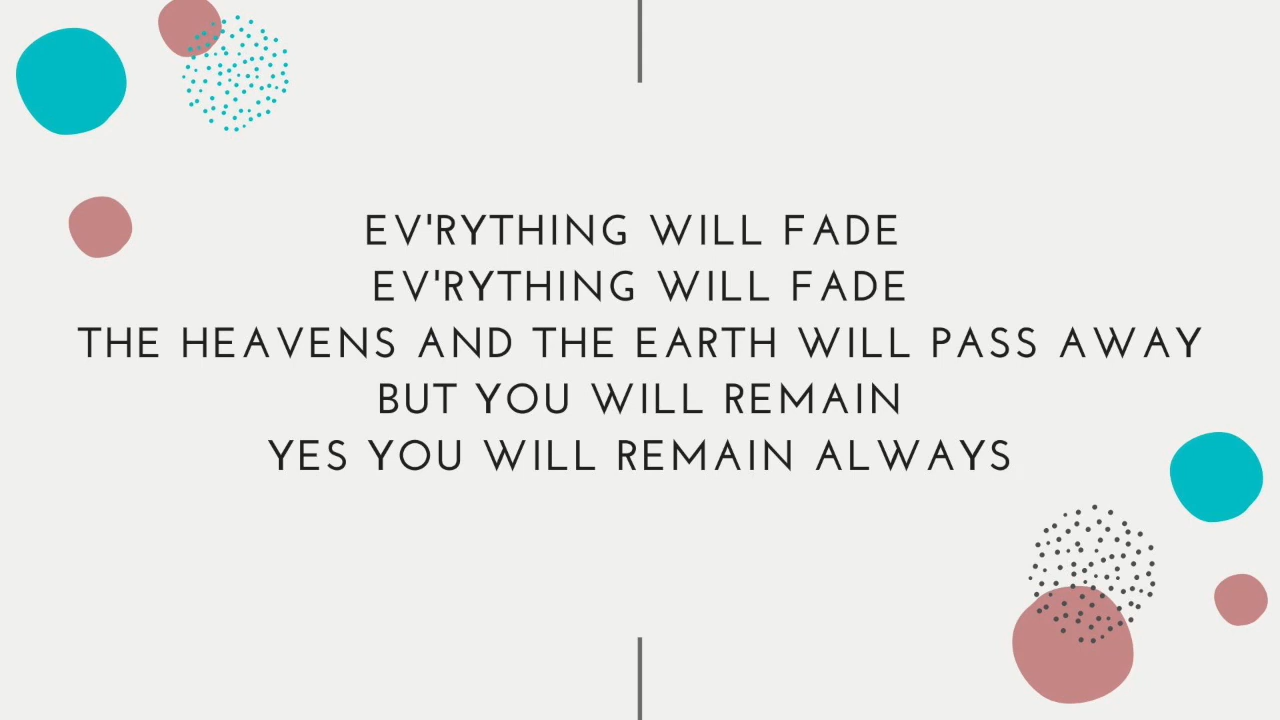 EV'RYTHING WILL FADE
EV'RYTHING WILL FADE
THE HEAVENS AND THE EARTH WILL PASS AWAY
BUT YOU WILL REMAIN
YES YOU WILL REMAIN ALWAYS